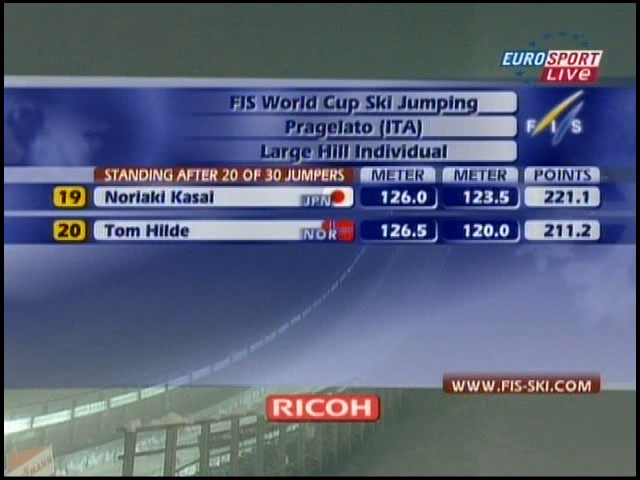 EUROSPORT
LIVE
FIS World Cup Ski Jumping
Pragelato (ITA)
FIS
Large Hill Individual
STANDING AFTER 20 OF 30 JUMPERS METER METER POINTS
19 Noriaki Kasai JPN 126.0 123.5 221.1
20 Tom Hilde NOR 126.5 120.0 211.2
WWW.FIS-SKI.COM
RICOH